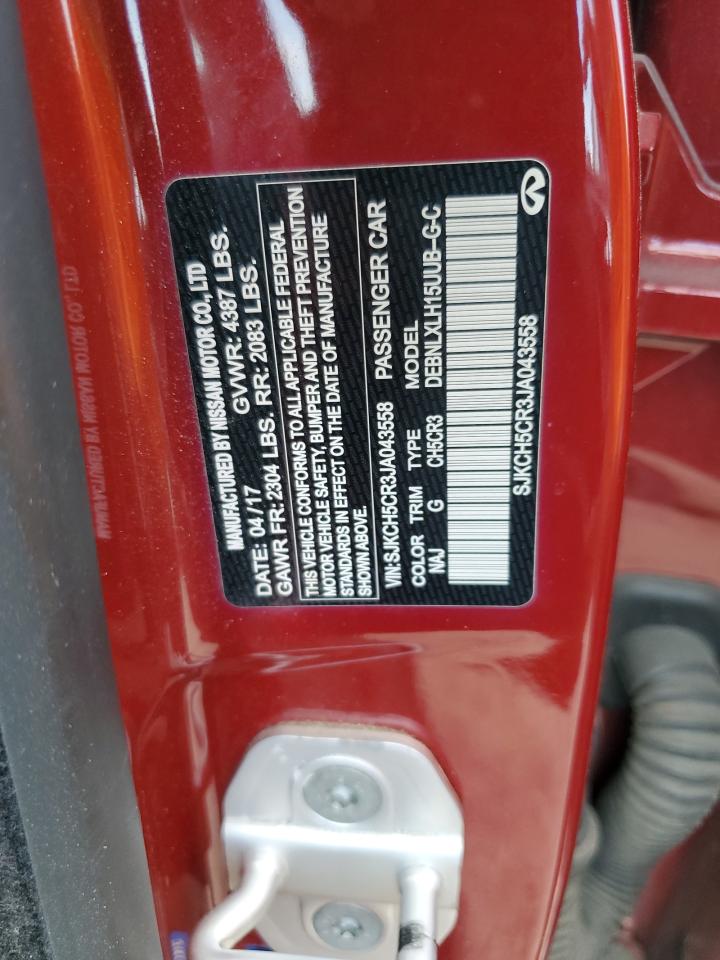 MANUFACTURED BY NISSAN MOTOR CO., LTD
DATE: 04/17 GVWR: 4387 LBS.
GAWR FR: 2304 LBS. RR: 2083 LBS.
THIS VEHICLE CONFORMS TO ALL APPLICABLE FEDERAL
MOTOR VEHICLE SAFETY, BUMPER AND THEFT PREVENTION
STANDARDS IN EFFECT ON THE DATE OF MANUFACTURE
SHOWN ABOVE.
VIN: SJKCH5CR3JA043558 PASSENGER CAR
COLOR TRIM TYPE MODEL
NAJ G CH5CR3 DEBNLXLH15UUB-G-C
SJKCH5CR3JA043558